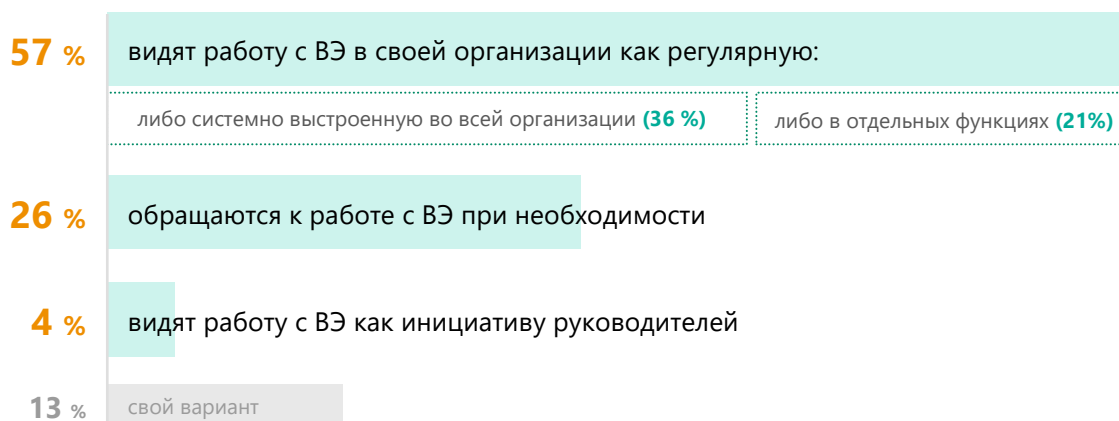 57 % видят работу с ВЭ в своей организации как регулярную:
либо системно выстроенную во всей организации (36 %) либо в отдельных функциях (21%)
26 % обращаются к работе с ВЭ при необходимости
4 % видят работу с ВЭ как инициативу руководителей
13 % свой вариант